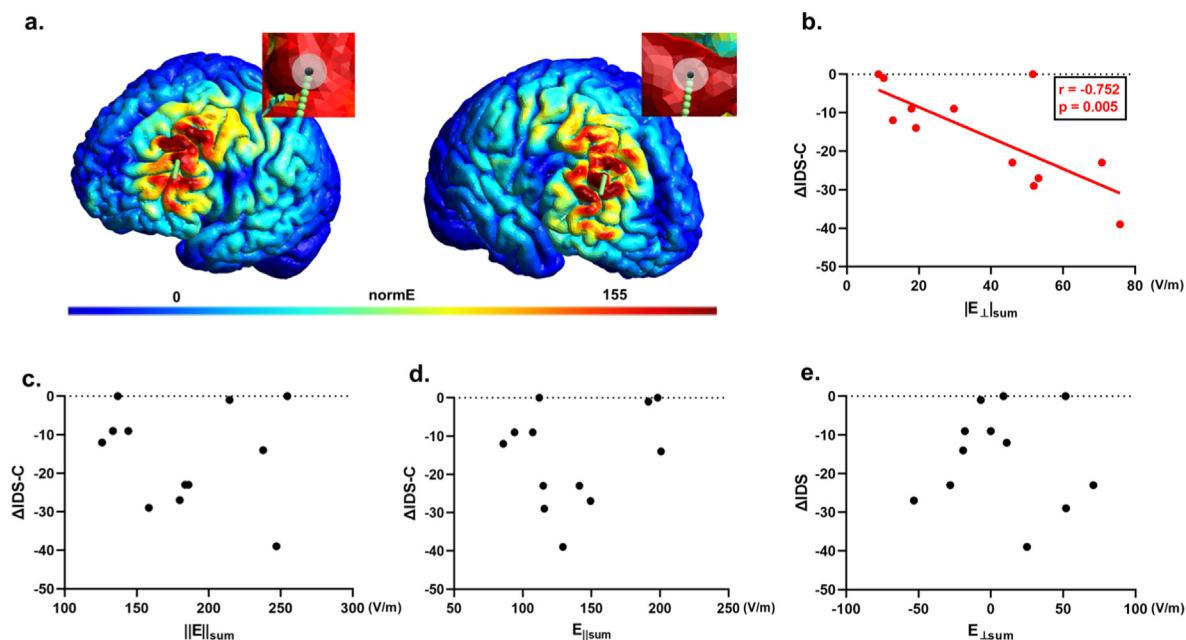 a.
0 normE 155
b.
ΔIDS-C
0
-10
-20
-30
-40
-50
r = -0.752
p = 0.005
0 20 40 60 80 (V/m)
|E⊥|sum
c.
ΔIDS-C
0
-10
-20
-30
-40
-50
100 150 200 250 300 (V/m)
||E||sum
d.
ΔIDS-C
0
-10
-20
-30
-40
-50
50 100 150 200 250 (V/m)
E||sum
e.
ΔIDS
0
-10
-20
-30
-40
-50
-100 -50 0 50 100 (V/m)
E⊥sum